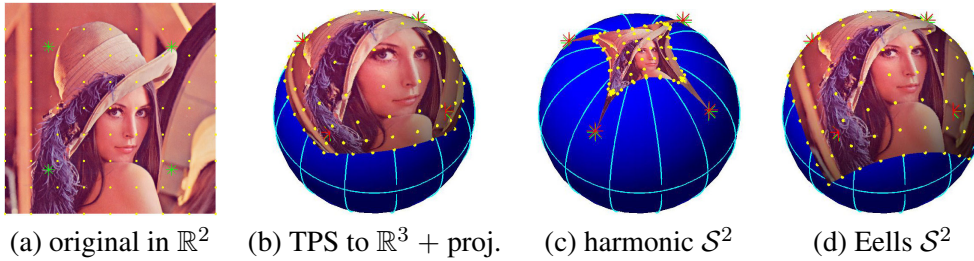 (a) original in ℝ² (b) TPS to ℝ³ + proj. (c) harmonic 𝒮² (d) Eells 𝒮²